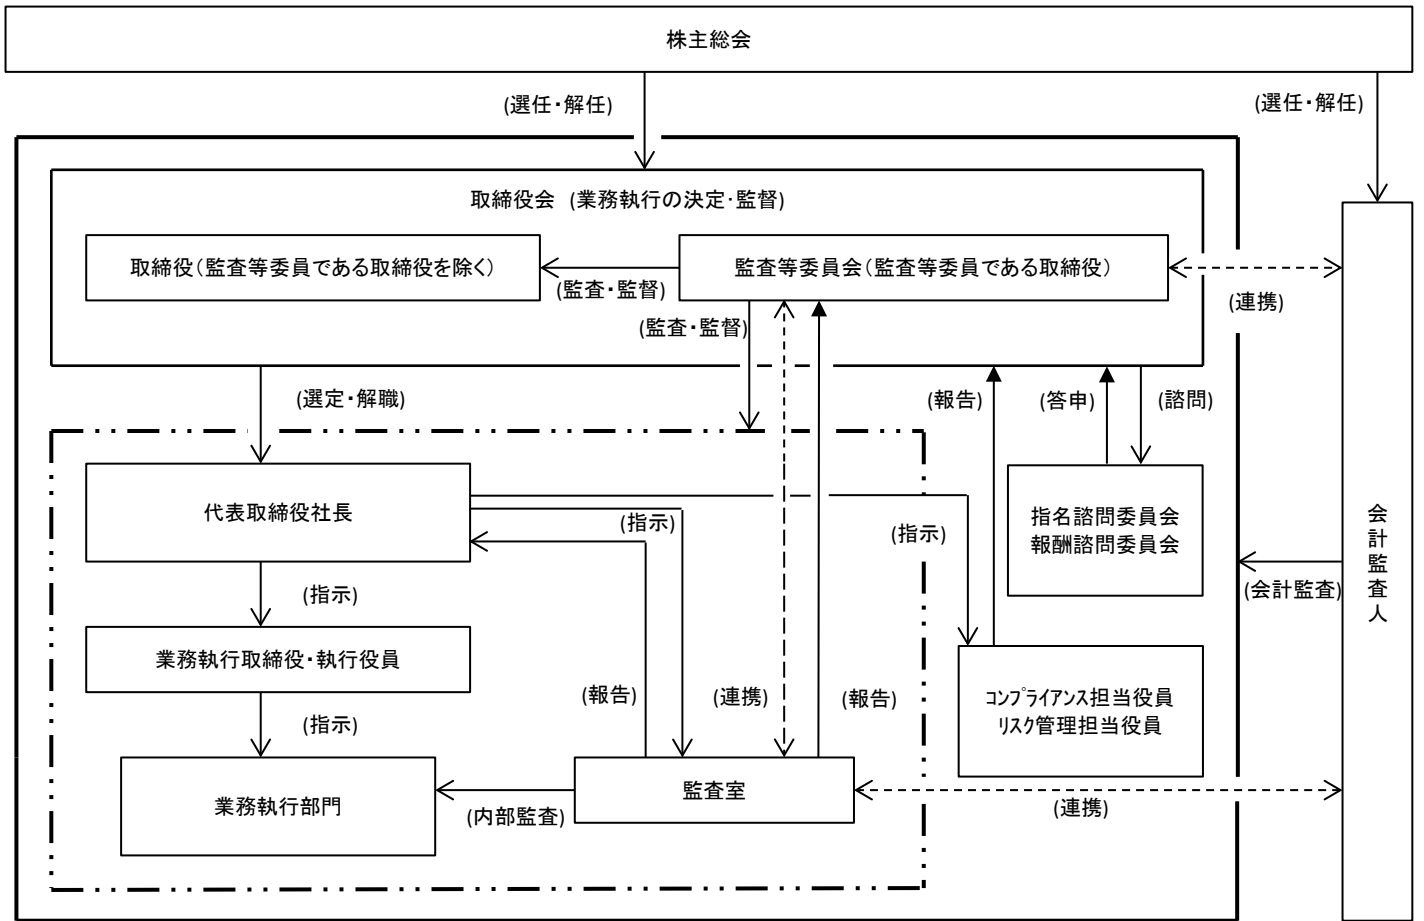 株主総会
(選任・解任)
(選任・解任)
取締役会 (業務執行の決定・監督)
取締役(監査等委員である取締役を除く)
監査等委員会(監査等委員である取締役)
(監査・監督)
(連携)
(監査・監督)
(選定・解職)
(報告)
(答申)
(諮問)
代表取締役社長
(指示)
(指示)
指名諮問委員会
報酬諮問委員会
会計監査人
(会計監査)
(指示)
業務執行取締役・執行役員
(報告)
(連携)
(報告)
コンプライアンス担当役員
リスク管理担当役員
(指示)
業務執行部門
(内部監査)
監査室
(連携)